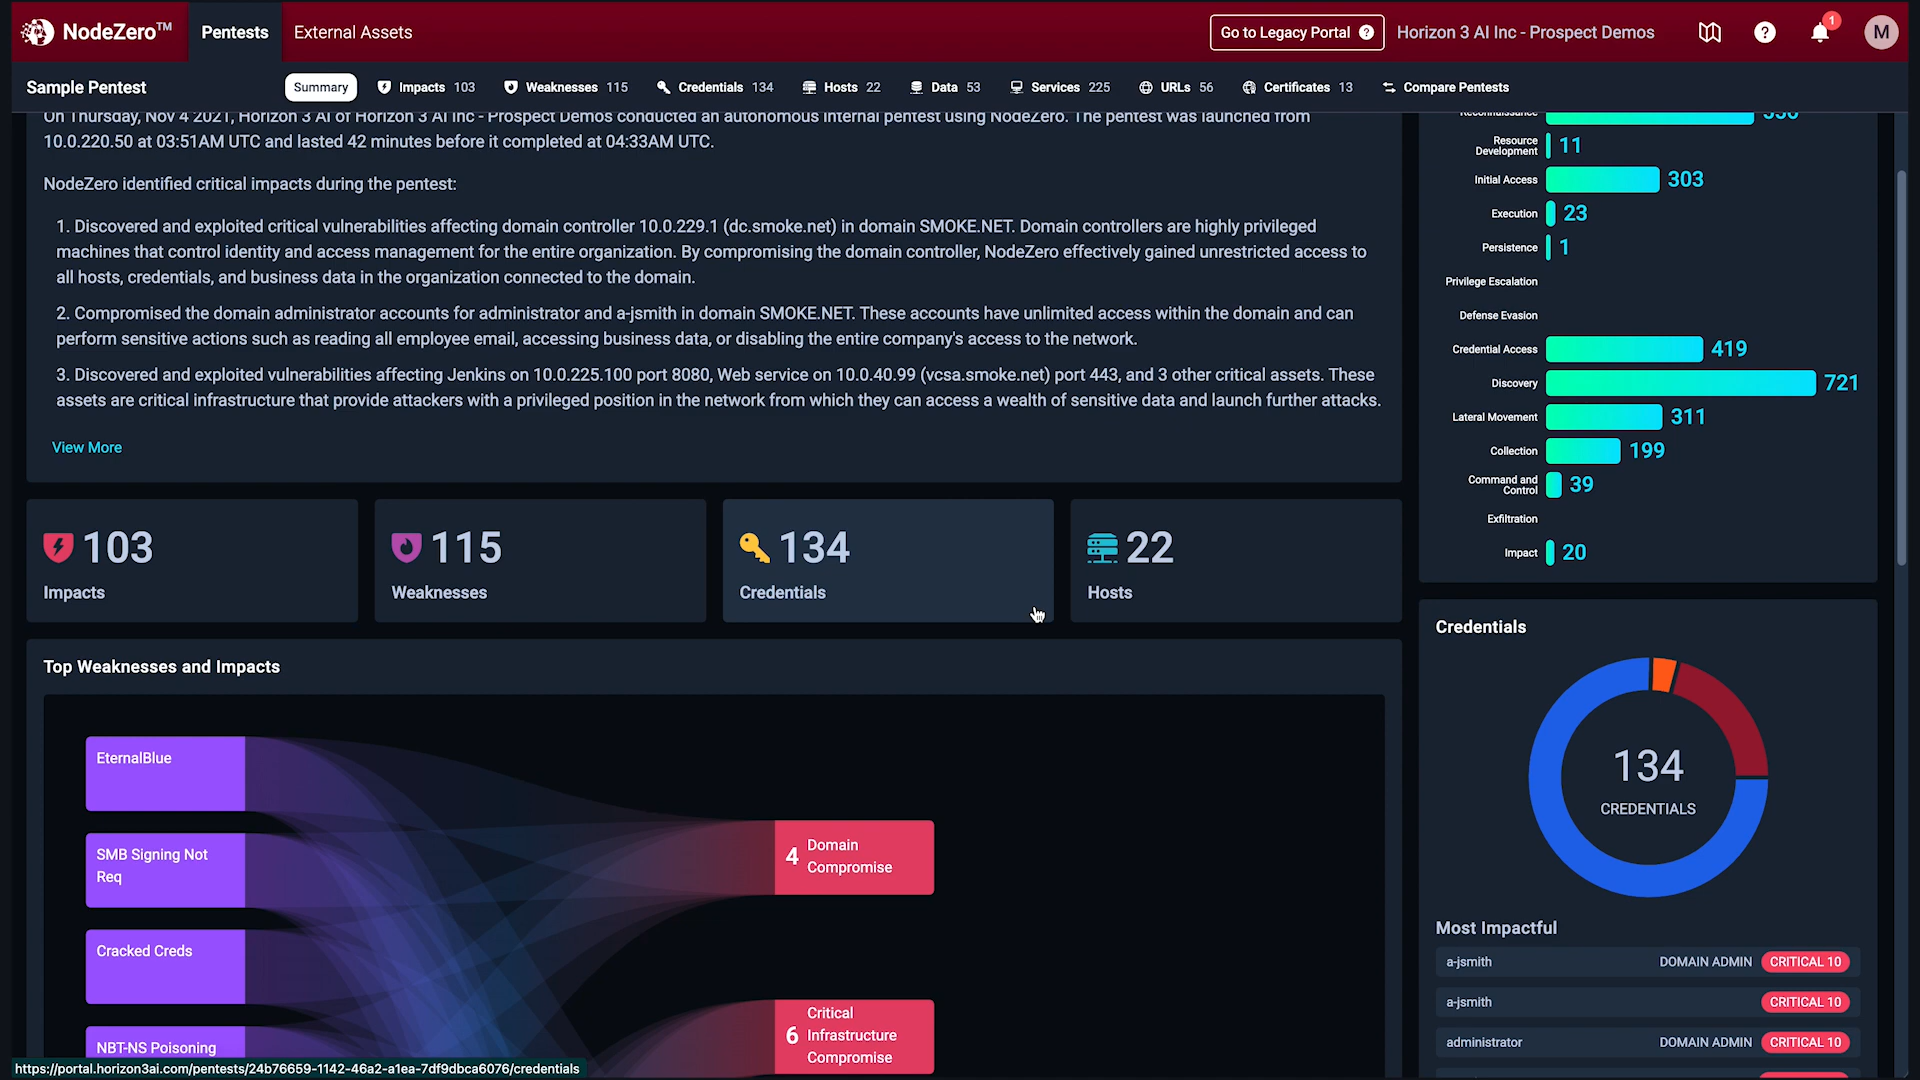 NodeZero™
Pentests
External Assets
Go to Legacy Portal ?
Horizon 3 AI Inc - Prospect Demos
?
1
M
Sample Pentest
Summary
Impacts 103
Weaknesses 115
Credentials 134
Hosts 22
Data 53
Services 225
URLs 56
Certificates 13
Compare Pentests
On Thursday, Nov 4 2021, Horizon 3 AI of Horizon 3 AI Inc - Prospect Demos conducted an autonomous internal pentest using NodeZero. The pentest was launched from
10.0.220.50 at 03:51AM UTC and lasted 42 minutes before it completed at 04:33AM UTC.
NodeZero identified critical impacts during the pentest:
1. Discovered and exploited critical vulnerabilities affecting domain controller 10.0.229.1 (dc.smoke.net) in domain SMOKE.NET. Domain controllers are highly privileged
machines that control identity and access management for the entire organization. By compromising the domain controller, NodeZero effectively gained unrestricted access to
all hosts, credentials, and business data in the organization connected to the domain.
2. Compromised the domain administrator accounts for administrator and a-jsmith in domain SMOKE.NET. These accounts have unlimited access within the domain and can
perform sensitive actions such as reading all employee email, accessing business data, or disabling the entire company's access to the network.
3. Discovered and exploited vulnerabilities affecting Jenkins on 10.0.225.100 port 8080, Web service on 10.0.40.99 (vcsa.smoke.net) port 443, and 3 other critical assets. These
assets are critical infrastructure that provide attackers with a privileged position in the network from which they can access a wealth of sensitive data and launch further attacks.
View More
103
Impacts
115
Weaknesses
134
Credentials
22
Hosts
Top Weaknesses and Impacts
EternalBlue
SMB Signing Not
Req
Cracked Creds
NBT-NS Poisoning
4 Domain
Compromise
6 Critical
Infrastructure
Compromise
Reconnaissance
Resource
Development 11
Initial Access 303
Execution 23
Persistence 1
Privilege Escalation
Defense Evasion
Credential Access 419
Discovery 721
Lateral Movement 311
Collection 199
Command and
Control 39
Exfiltration
Impact 20
Credentials
134
CREDENTIALS
Most Impactful
a-jsmith DOMAIN ADMIN CRITICAL 10
a-jsmith CRITICAL 10
administrator DOMAIN ADMIN CRITICAL 10
https://portal.horizon3ai.com/pentests/24b76659-1142-46a2-a1ea-7df9dbca6076/credentials